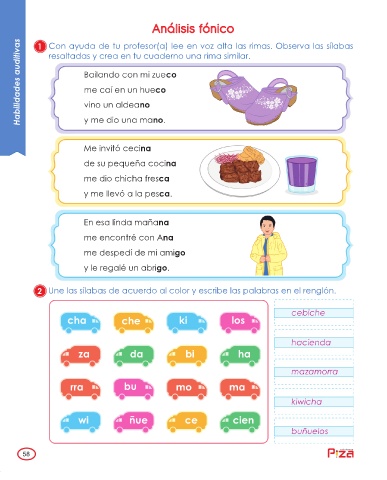 Análisis fónico
Habilidades auditivas
1 Con ayuda de tu profesor(a) lee en voz alta las rimas. Observa las sílabas
resaltadas y crea en tu cuaderno una rima similar.
Bailando con mi zueco
me caí en un hueco
vino un aldeano
y me dio una mano.
Me invitó cecina
de su pequeña cocina
me dio chicha fresca
y me llevó a la pesca.
En esa linda mañana
me encontré con Ana
me despedí de mi amigo
y le regalé un abrigo.
2 Une las sílabas de acuerdo al color y escribe las palabras en el renglón.
cha che ki los
za da bi ha
rra bu mo ma
wi ñue ce cien
cebiche
hacienda
mazamorra
kiwicha
buñuelos
58
Piza